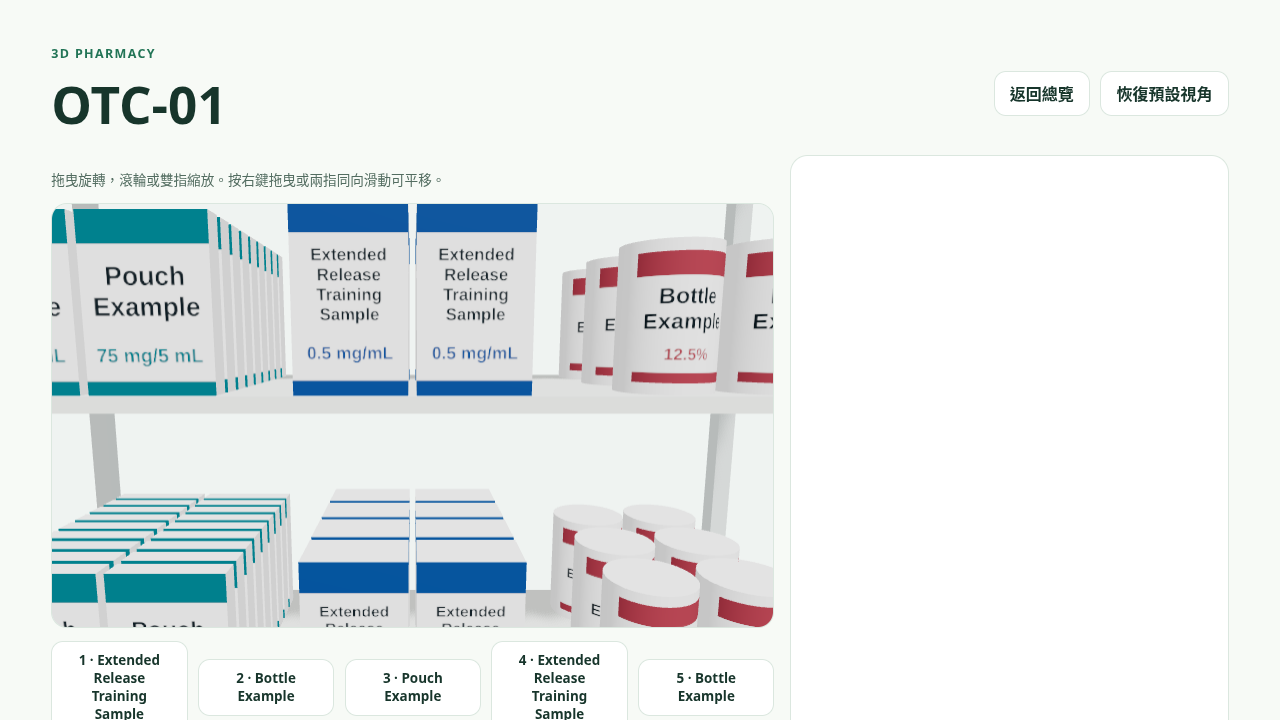 3D PHARMACY
OTC-01
返回總覽
恢復預設視角
拖曳旋轉，滾輪或雙指縮放。按右鍵拖曳或兩指同向滑動可平移。
Pouch
Example
75 mg/5 mL
Extended
Release
Training
Sample
0.5 mg/mL
Extended
Release
Training
Sample
0.5 mg/mL
Bottle
Example
12.5%
Extended
Extended
1 · Extended
Release
Training
Sample
2 · Bottle
Example
3 · Pouch
Example
4 · Extended
Release
Training
Sample
5 · Bottle
Example